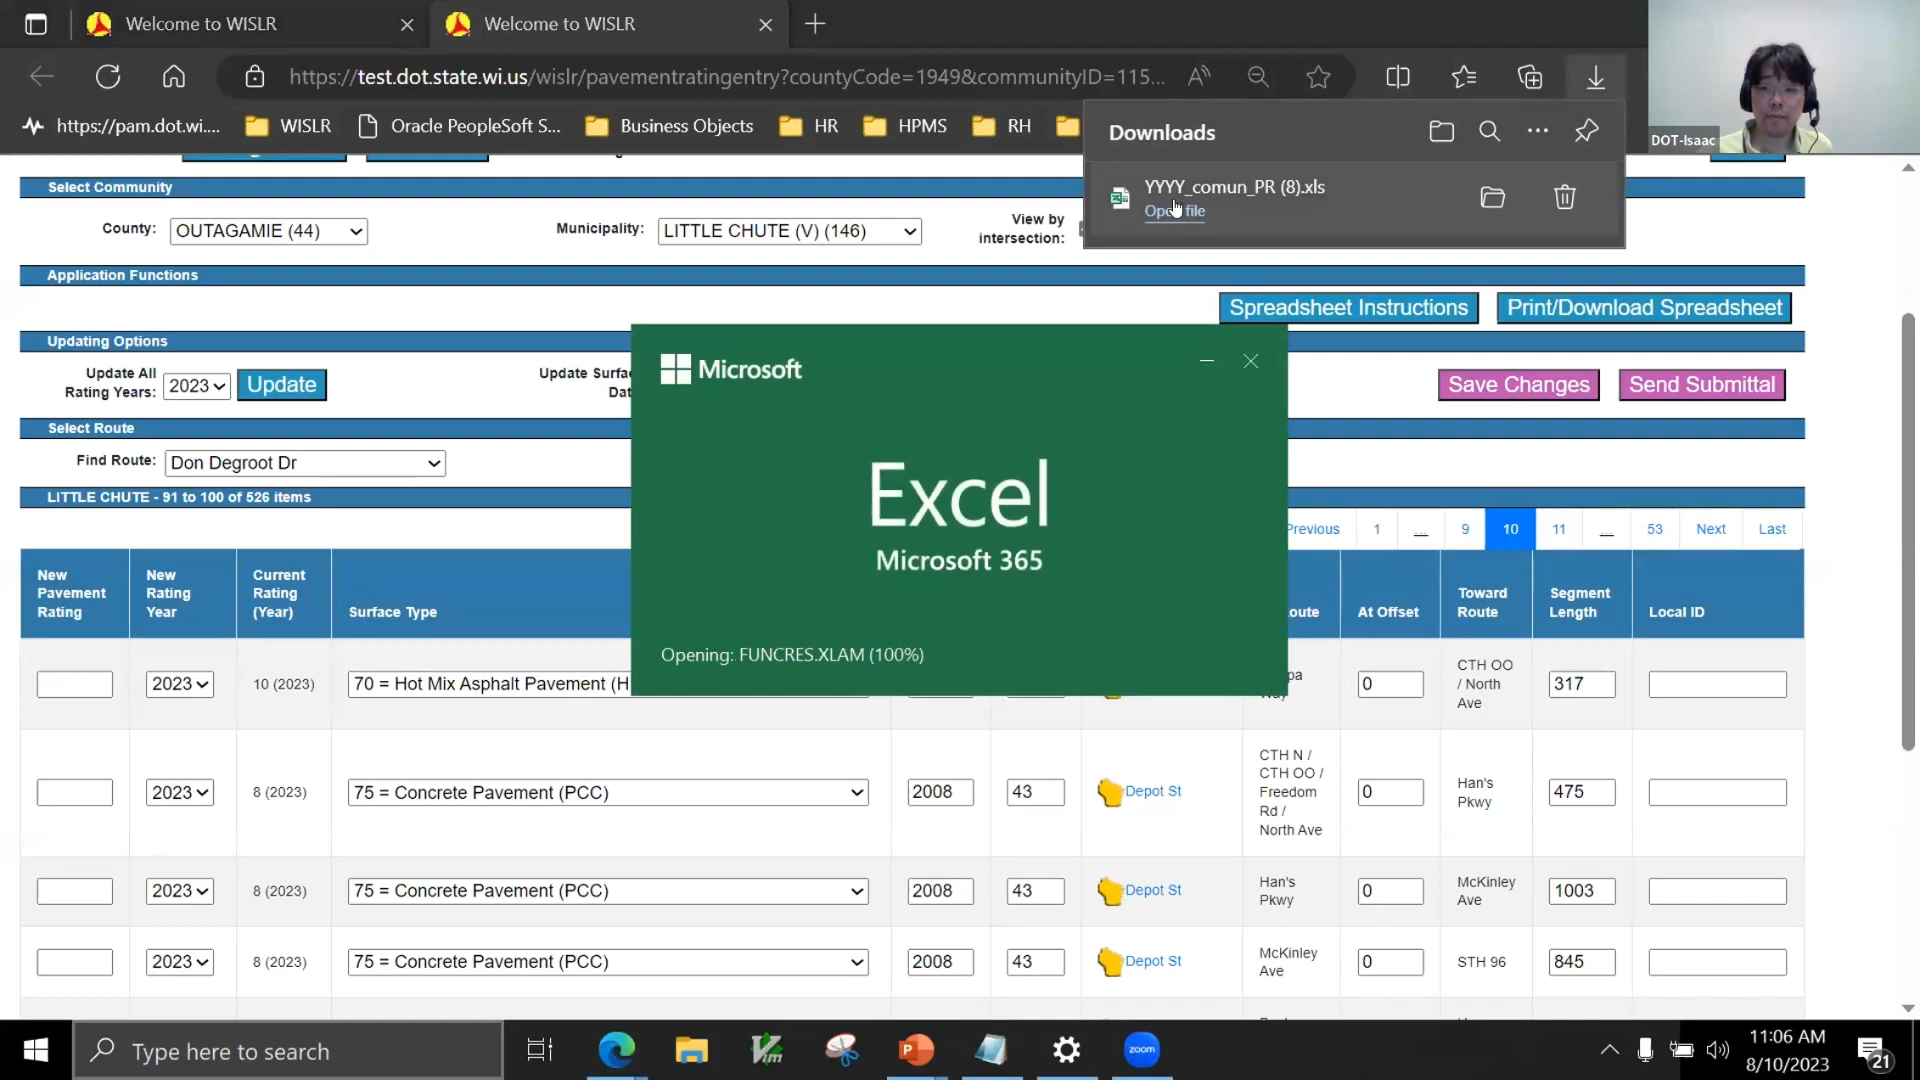 Welcome to WISLR
Welcome to WISLR
https://test.dot.state.wi.us/wislr/pavementratingentry?countyCode=1949&communityID=115...
https://pam.dot.wi....
WISLR
Oracle PeopleSoft S...
Business Objects
HR
HPMS
RH
Downloads
YYYY_comun_PR (8).xls
Open file
DOT-Isaac
Select Community
County:
OUTAGAMIE (44)
Municipality:
LITTLE CHUTE (V) (146)
View by
intersection:
Application Functions
Spreadsheet Instructions
Print/Download Spreadsheet
Updating Options
Update All
Rating Years:
2023
Update
Update Surfa
Dat
Save Changes
Send Submittal
Select Route
Find Route:
Don Degroot Dr
LITTLE CHUTE - 91 to 100 of 526 items
Previous
1
...
9
10
11
...
53
Next
Last
New
Pavement
Rating
New
Rating
Year
Current
Rating
(Year)
Surface Type
oute
At Offset
Toward
Route
Segment
Length
Local ID
2023
10 (2023)
70 = Hot Mix Asphalt Pavement (H
pa
0
CTH OO
/ North
Ave
317
2023
8 (2023)
75 = Concrete Pavement (PCC)
2008
43
Depot St
CTH N /
CTH OO /
Freedom
Rd /
North Ave
0
Han's
Pkwy
475
2023
8 (2023)
75 = Concrete Pavement (PCC)
2008
43
Depot St
Han's
Pkwy
0
McKinley
Ave
1003
2023
8 (2023)
75 = Concrete Pavement (PCC)
2008
43
Depot St
McKinley
Ave
0
STH 96
845
Microsoft
Excel
Microsoft 365
Opening: FUNCRES.XLAM (100%)
Type here to search
zoom
11:06 AM
8/10/2023
21